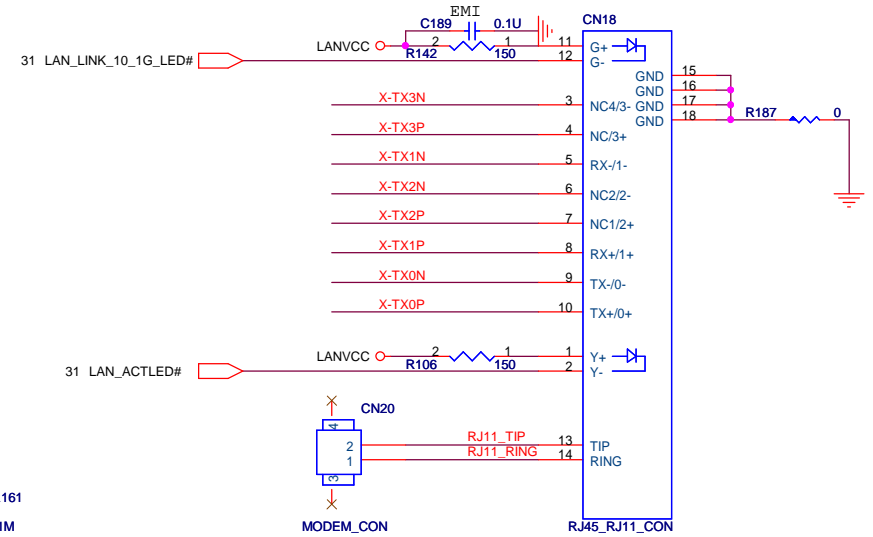 EMI
C189 0.1U
CN18
LANVCC 2 1 11 G+
R142 150
31 LAN_LINK_10_1G_LED# 12 G-
GND 15
GND 16
X-TX3N 3 NC4/3- GND 17
GND 18 R187 0
X-TX3P 4 NC/3+
X-TX1N 5 RX-/1-
X-TX2N 6 NC2/2-
X-TX2P 7 NC1/2+
X-TX1P 8 RX+/1+
X-TX0N 9 TX-/0-
X-TX0P 10 TX+/0+
LANVCC 2 1 1 Y+
R106 150
31 LAN_ACTLED# 2 Y-
CN20
4
2 RJ11_TIP 13 TIP
1 RJ11_RING 14 RING
3
161
1M
MODEM_CON
RJ45_RJ11_CON